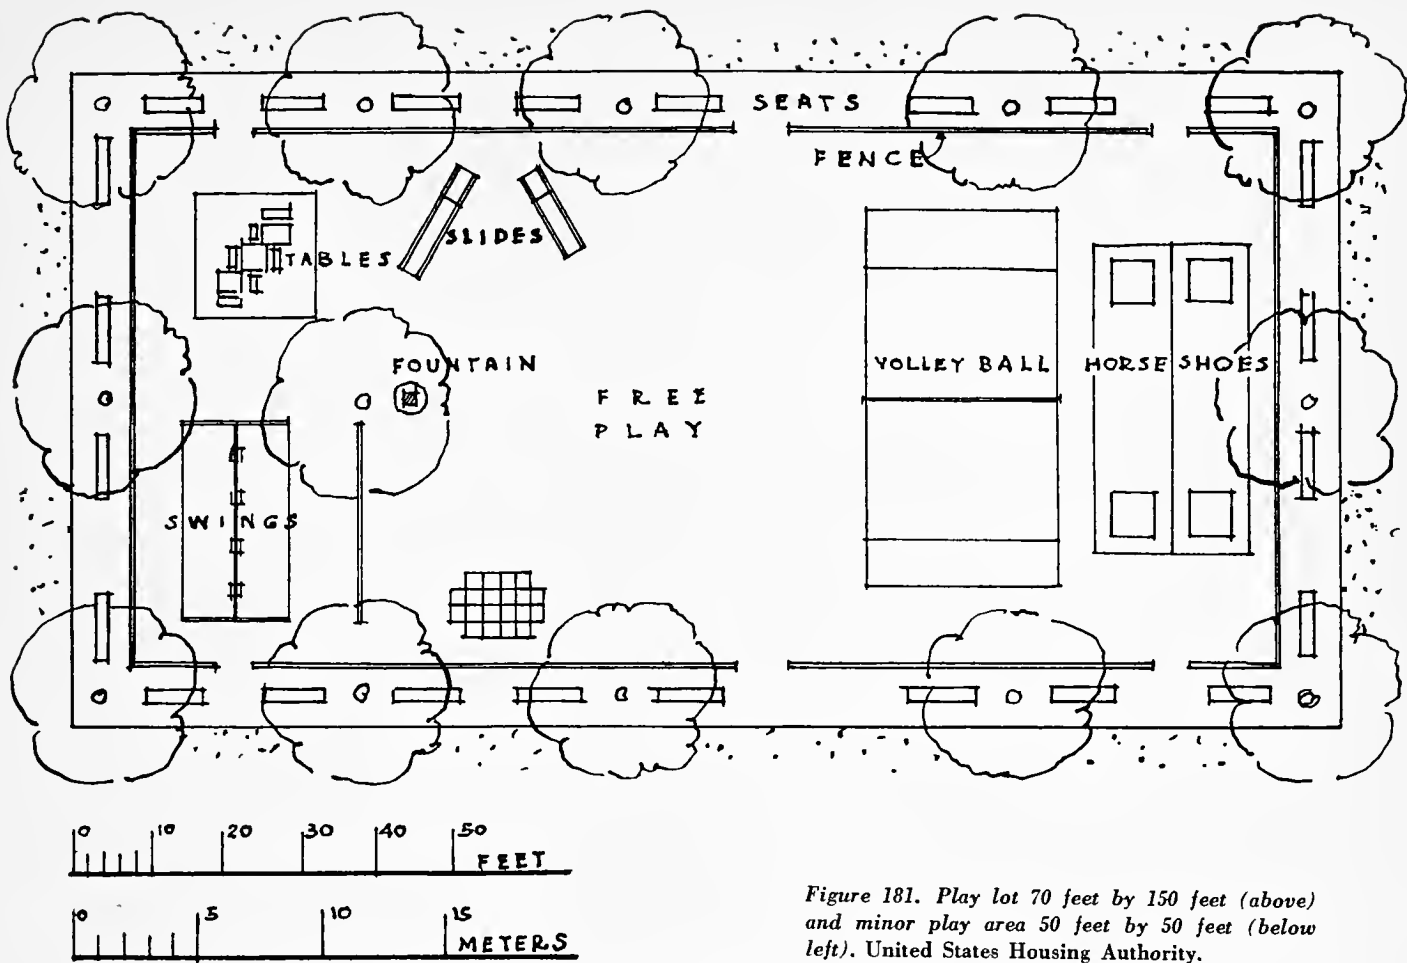 SEATS
FENCE
SLIDES
TABLES
FOUNTAIN
FREE
PLAY
VOLLEY BALL
HORSE SHOES
SWINGS
0 10 20 30 40 50
FEET
0 5 10 15
METERS
Figure 181. Play lot 70 feet by 150 feet (above)
and minor play area 50 feet by 50 feet (below
left). United States Housing Authority.